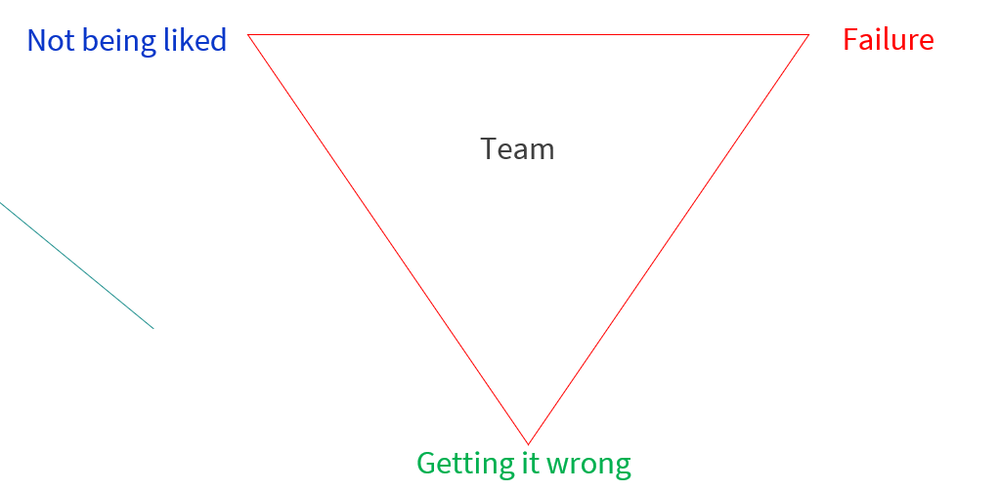 Not being liked
Failure
Team
Getting it wrong